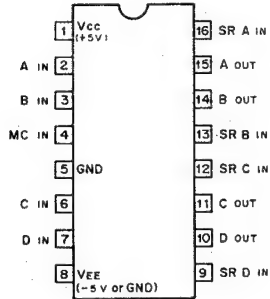 1 Vcc (+5V) 16 SR A IN
A IN 2 15 A OUT
B IN 3 14 B OUT
MC IN 4 13 SR B IN
5 GND 12 SR C IN
C IN 6 11 C OUT
D IN 7 10 D OUT
8 VEE (-5 V or GND) 9 SR D IN